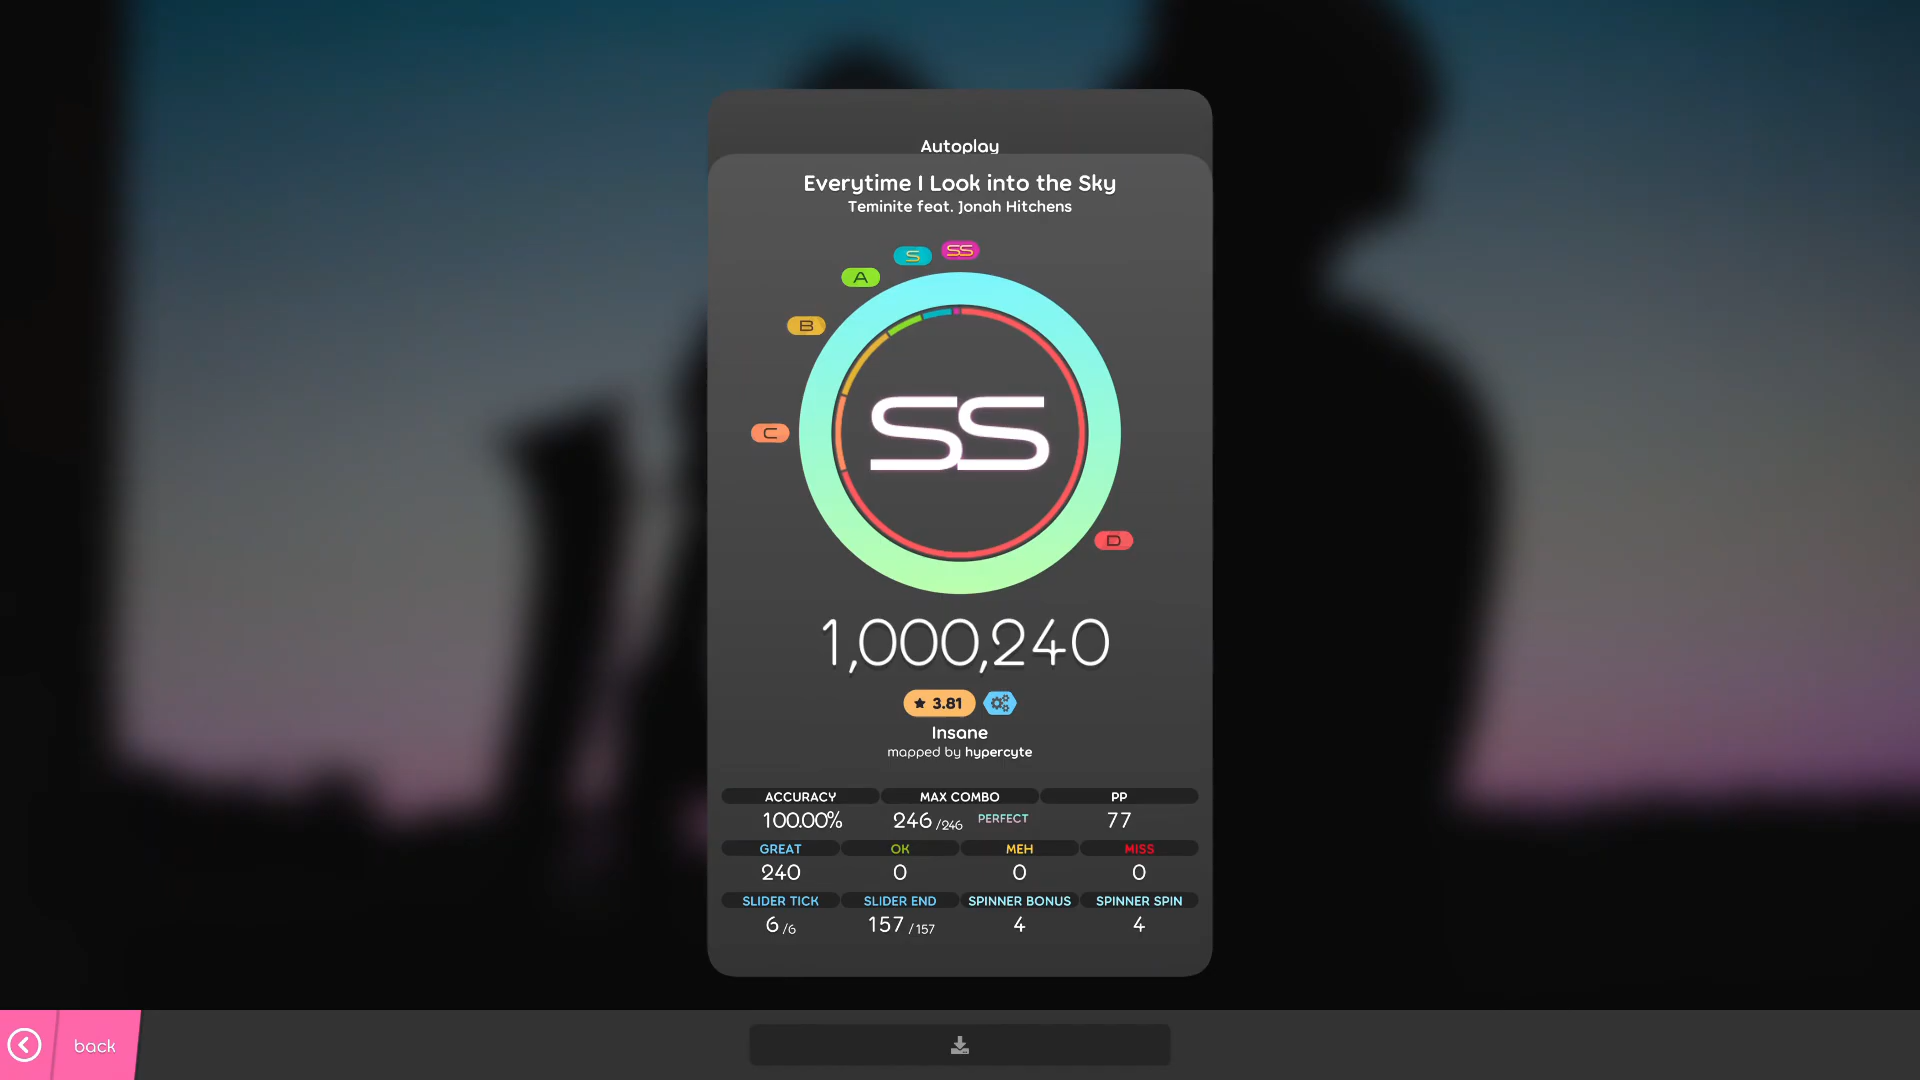 Autoplay
Everytime I Look into the Sky
Teminite feat. Jonah Hitchens
SS
S
A
B
C
D
SS
1,000,240
3.81
Insane
mapped by hypercyte
ACCURACY MAX COMBO PP
100.00% 246 /246 PERFECT 77
GREAT OK MEH MISS
240 0 0 0
SLIDER TICK SLIDER END SPINNER BONUS SPINNER SPIN
6 /6 157 /157 4 4
back